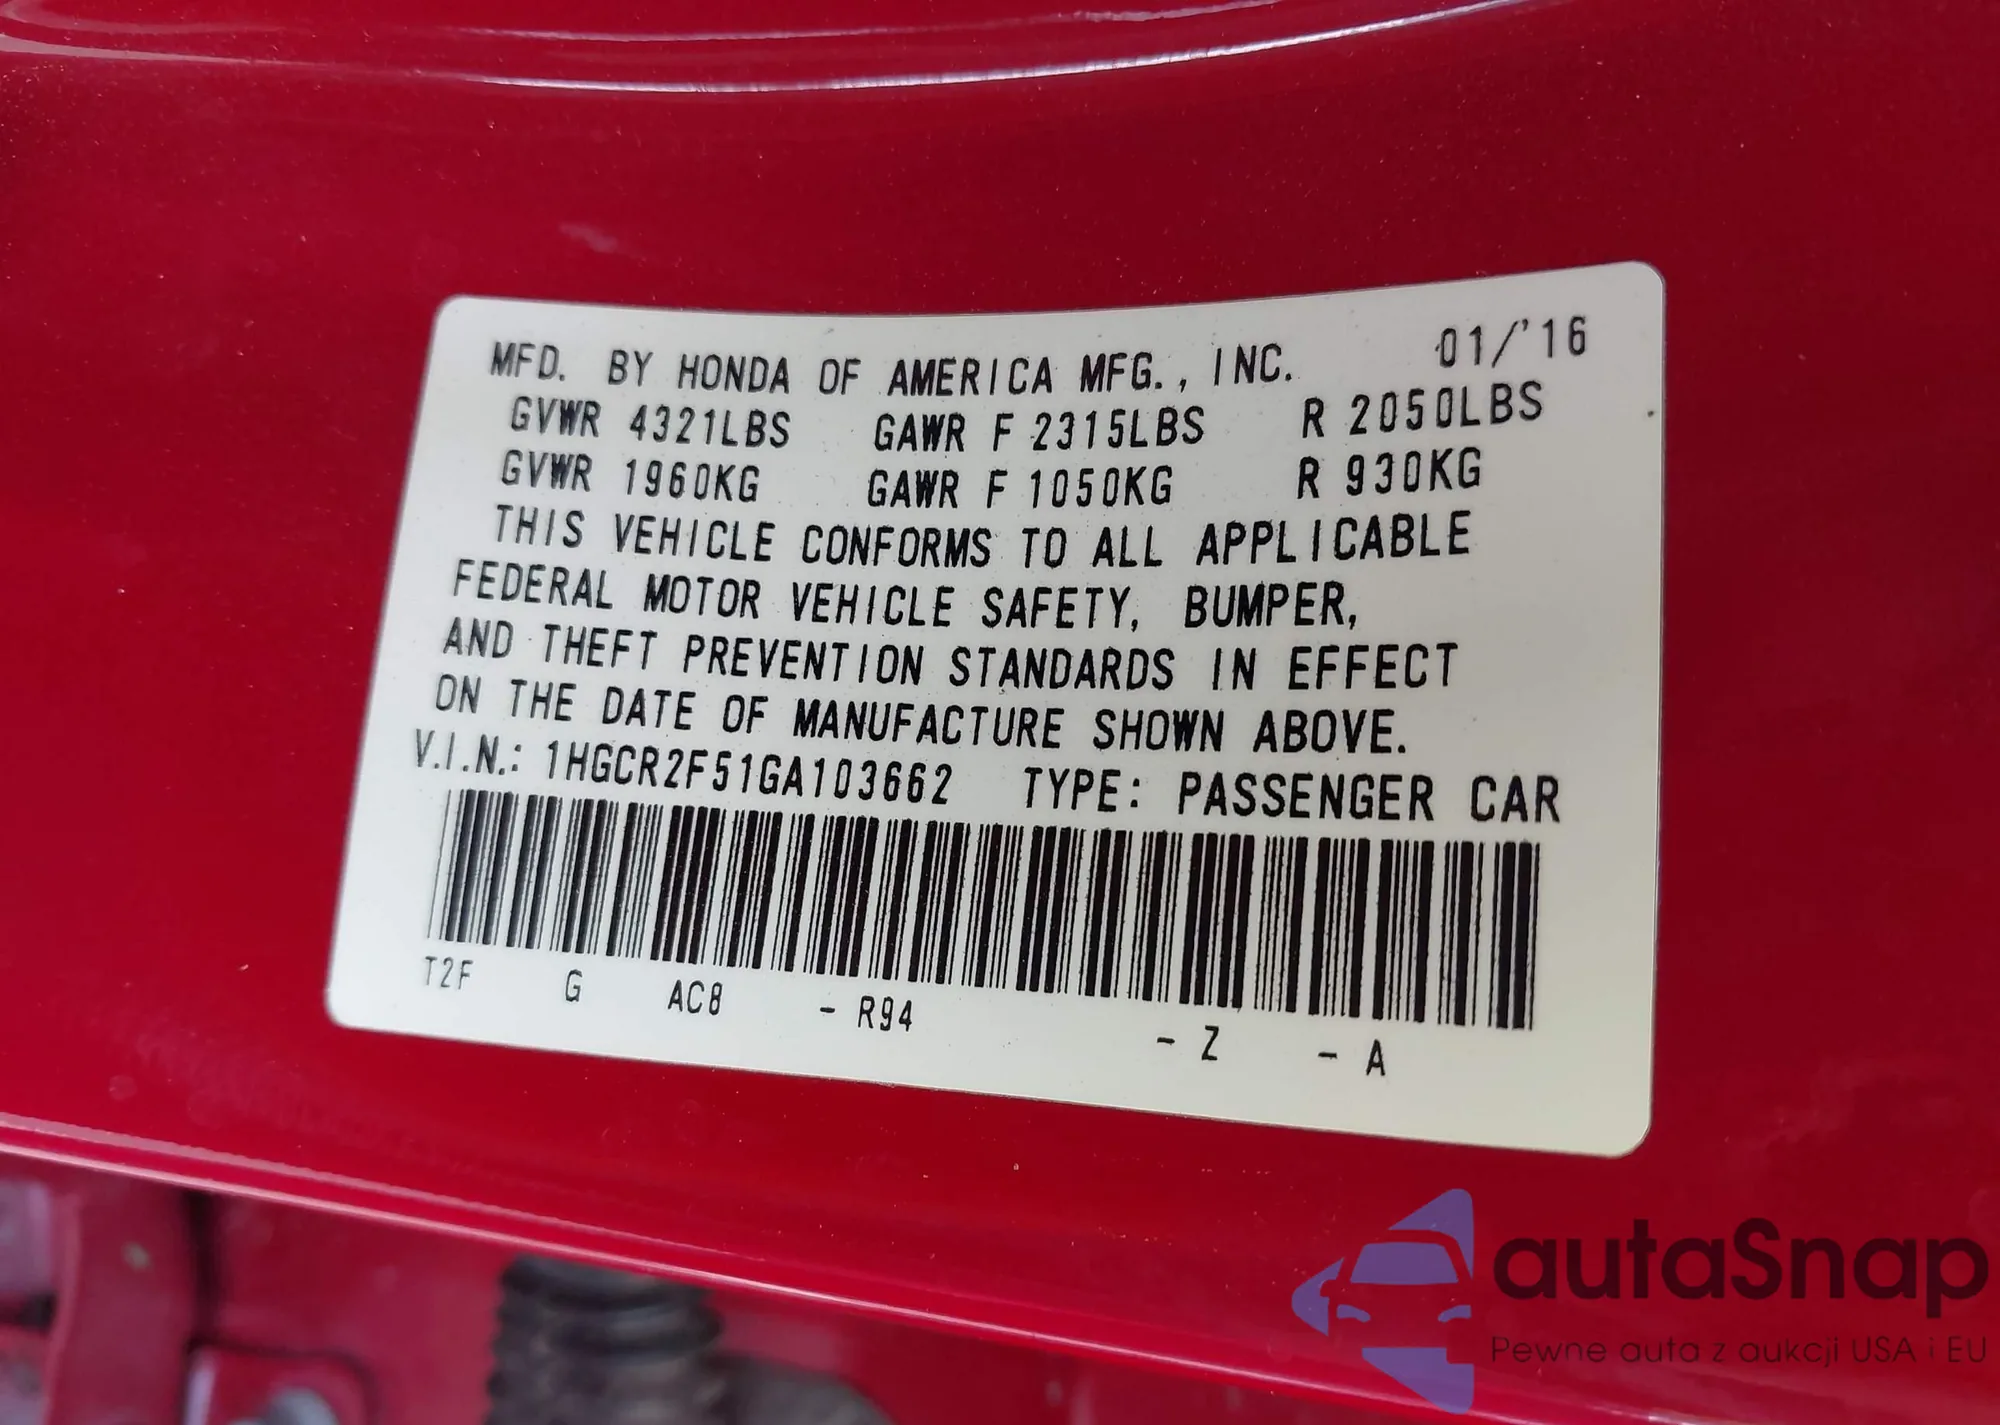 MFD. BY HONDA OF AMERICA MFG., INC. 01/'16
GVWR 4321LBS GAWR F 2315LBS R 2050LBS
GVWR 1960KG GAWR F 1050KG R 930KG
THIS VEHICLE CONFORMS TO ALL APPLICABLE
FEDERAL MOTOR VEHICLE SAFETY, BUMPER,
AND THEFT PREVENTION STANDARDS IN EFFECT
ON THE DATE OF MANUFACTURE SHOWN ABOVE.
V.I.N.: 1HGCR2F51GA103662 TYPE: PASSENGER CAR
T2F G AC8 - R94 - Z - A
autaSnap
Pewne auta z aukcji USA i EU